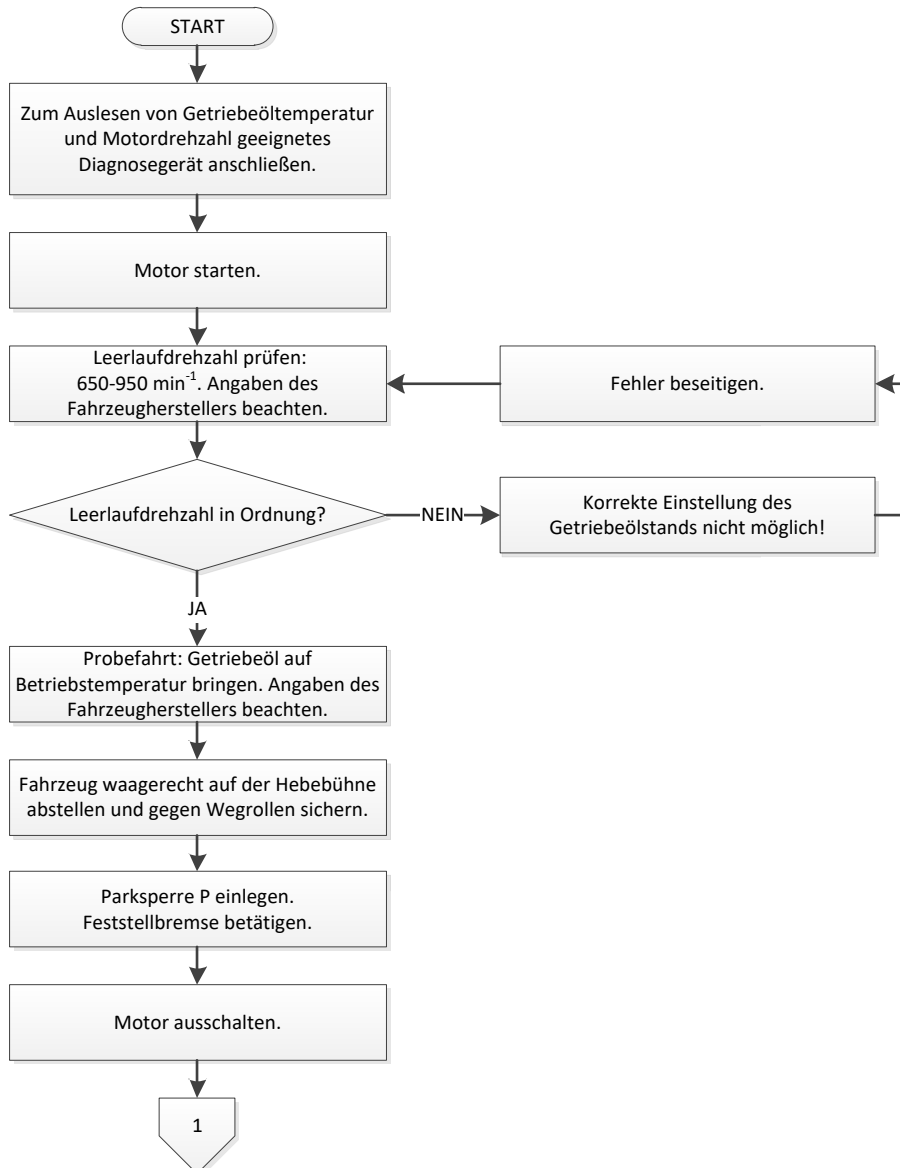 START
Zum Auslesen von Getriebeöltemperatur
und Motordrehzahl geeignetes
Diagnosegerät anschließen.
Motor starten.
Leerlaufdrehzahl prüfen:
650-950 min⁻¹. Angaben des
Fahrzeugherstellers beachten.
Fehler beseitigen.
Leerlaufdrehzahl in Ordnung?
NEIN
Korrekte Einstellung des
Getriebeölstands nicht möglich!
JA
Probefahrt: Getriebeöl auf
Betriebstemperatur bringen. Angaben des
Fahrzeugherstellers beachten.
Fahrzeug waagerecht auf der Hebebühne
abstellen und gegen Wegrollen sichern.
Parksperre P einlegen.
Feststellbremse betätigen.
Motor ausschalten.
1